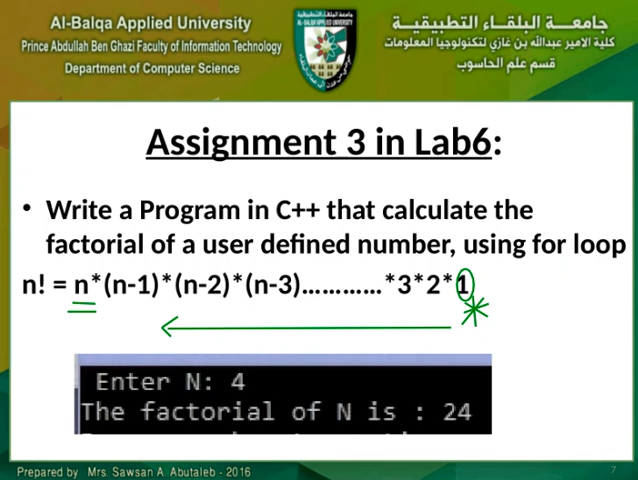 Al-Balqa Applied University
Prince Abdullah Ben Ghazi Faculty of Information Technology
Department of Computer Science
جامعة البلقاء التطبيقية
كلية الامير عبدالله بن غازي لتكنولوجيا المعلومات
قسم علم الحاسوب
Assignment 3 in Lab6:
• Write a Program in C++ that calculate the
factorial of a user defined number, using for loop
n! = n*(n-1)*(n-2)*(n-3)…………*3*2*1
Enter N: 4
The factorial of N is : 24
Prepared by Mrs. Sawsan A. Abutaleb - 2016
7